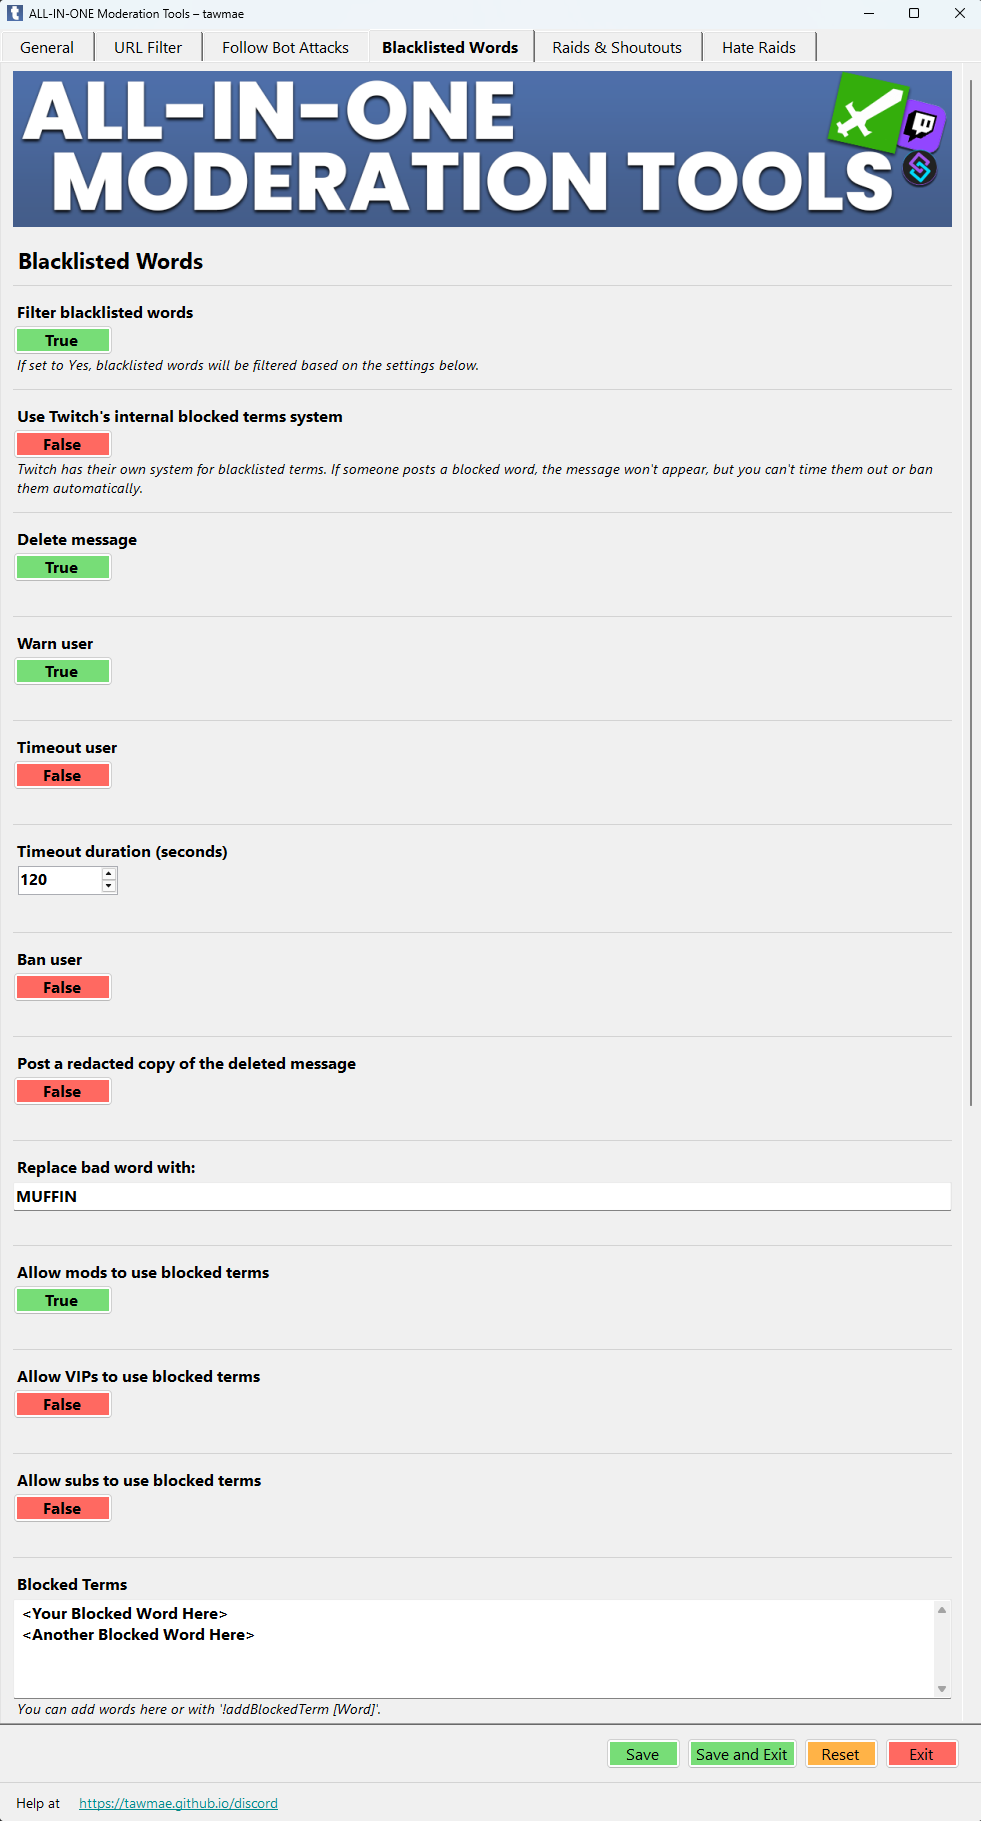 ALL-IN-ONE Moderation Tools – tawmae
General
URL Filter
Follow Bot Attacks
Blacklisted Words
Raids & Shoutouts
Hate Raids
ALL-IN-ONE
MODERATION TOOLS
Blacklisted Words
Filter blacklisted words
True
If set to Yes, blacklisted words will be filtered based on the settings below.
Use Twitch's internal blocked terms system
False
Twitch has their own system for blacklisted terms. If someone posts a blocked word, the message won't appear, but you can't time them out or ban
them automatically.
Delete message
True
Warn user
True
Timeout user
False
Timeout duration (seconds)
120
Ban user
False
Post a redacted copy of the deleted message
False
Replace bad word with:
MUFFIN
Allow mods to use blocked terms
True
Allow VIPs to use blocked terms
False
Allow subs to use blocked terms
False
Blocked Terms
<Your Blocked Word Here>
<Another Blocked Word Here>
You can add words here or with '!addBlockedTerm [Word]'.
Save
Save and Exit
Reset
Exit
Help at https://tawmae.github.io/discord